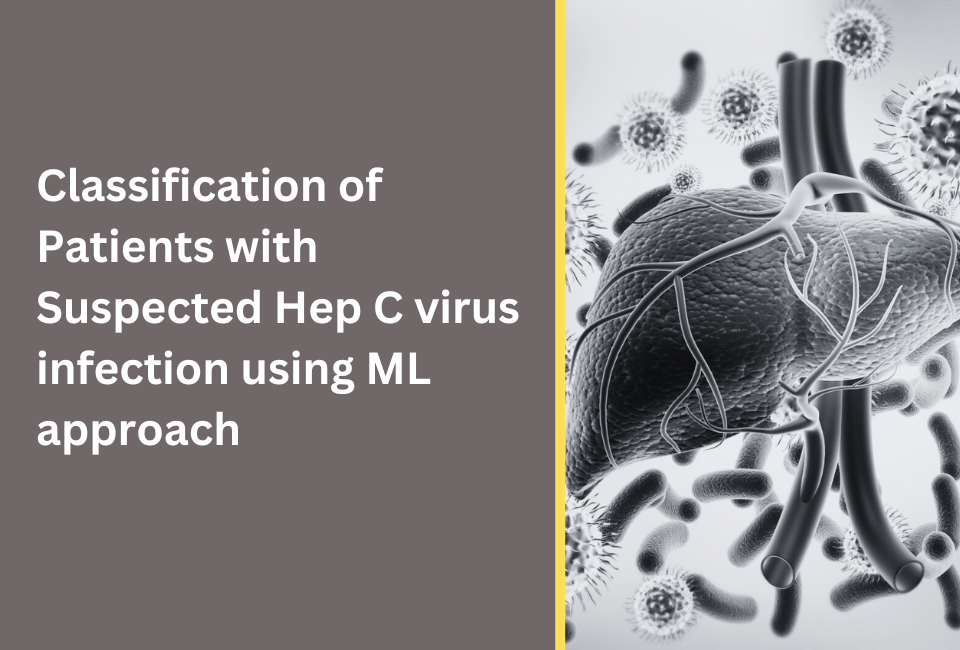 Classification of
Patients with
Suspected Hep C virus
infection using ML
approach